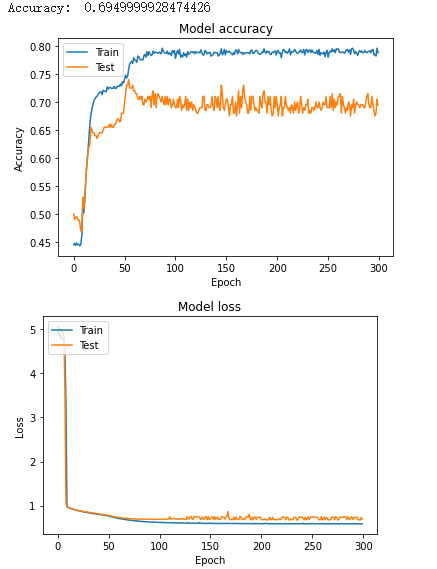 Accuracy: 0.6949999928474426
Model accuracy
Train
Test
0.80
0.75
0.70
0.65
0.60
0.55
0.50
0.45
Accuracy
0 50 100 150 200 250 300
Epoch
Model loss
Train
Test
5
4
3
2
1
Loss
0 50 100 150 200 250 300
Epoch